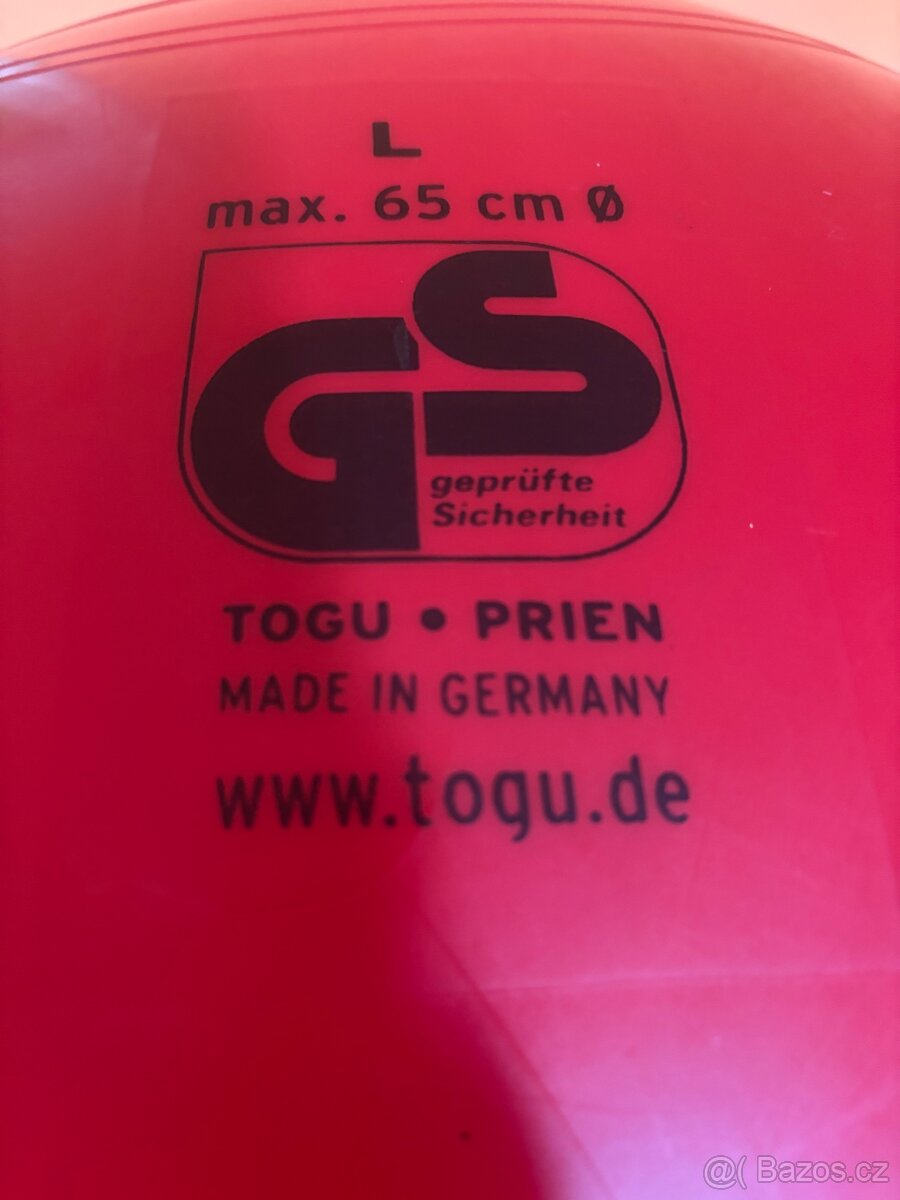 L
max. 65 cm Ø
GS
geprüfte
Sicherheit
TOGU • PRIEN
MADE IN GERMANY
www.togu.de
@( Bazos.cz